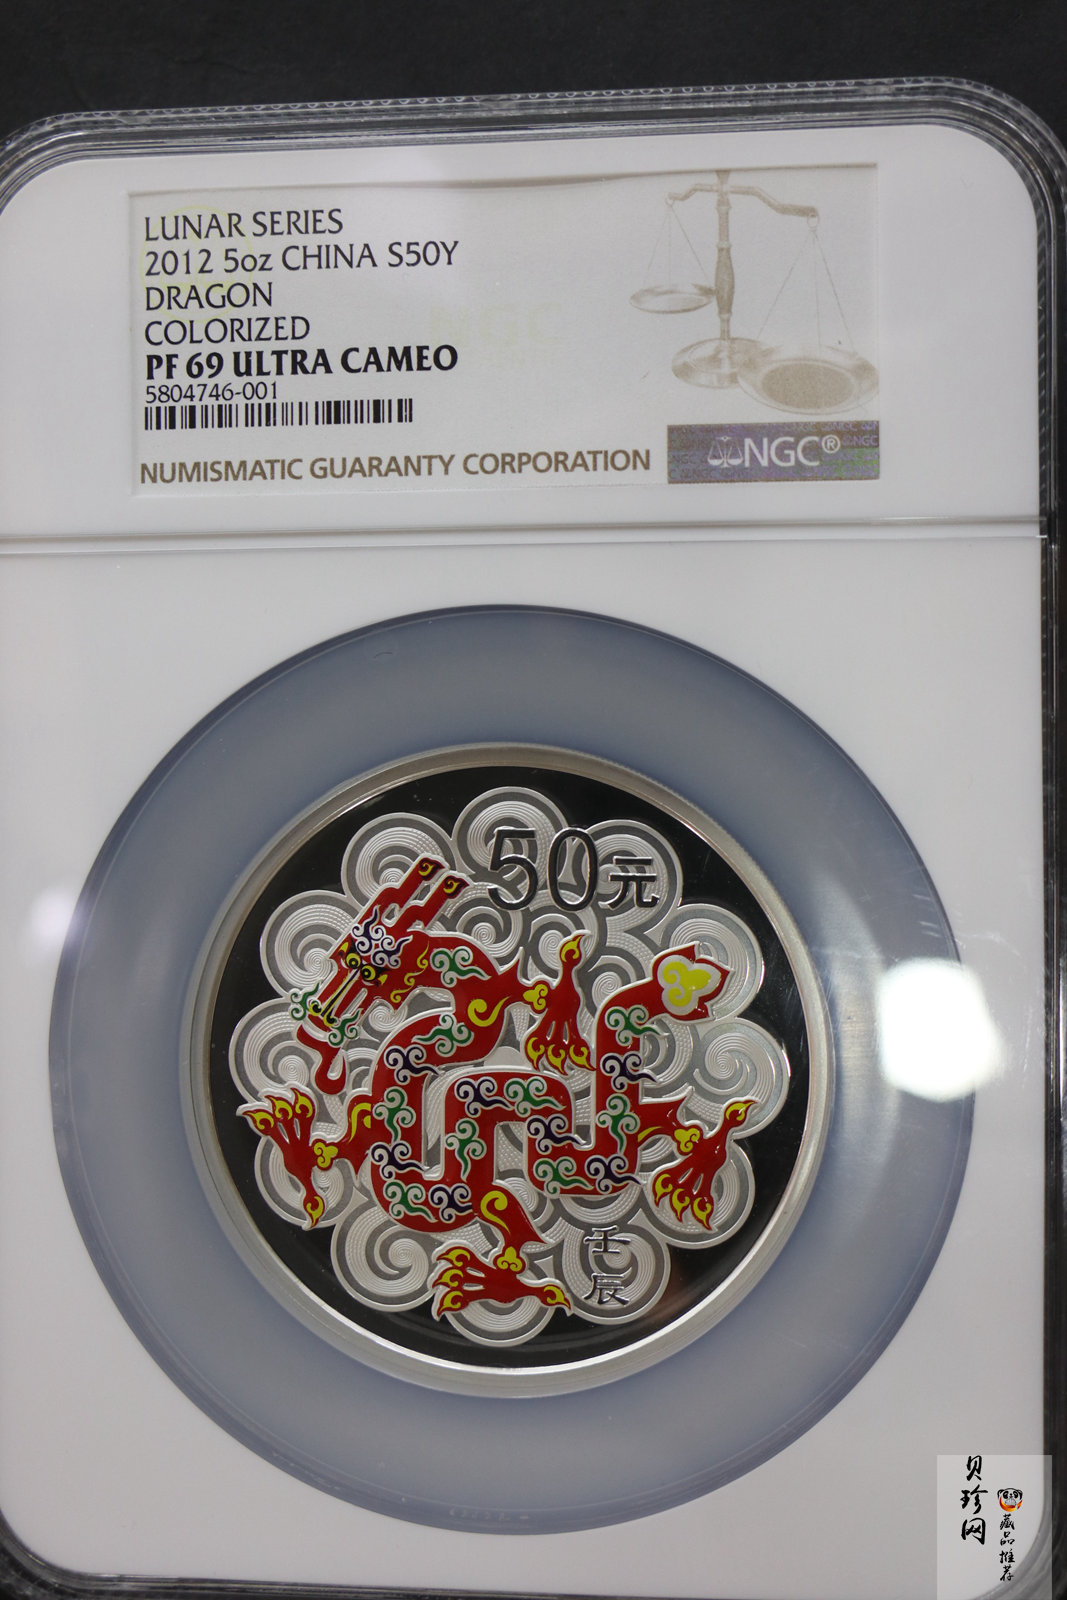 LUNAR SERIES
2012 5oz CHINA S50Y
DRAGON
COLORIZED
PF 69 ULTRA CAMEO
5804746-001
NUMISMATIC GUARANTY CORPORATION
NGC®
50元
壬辰
贝珍网
藏品推荐